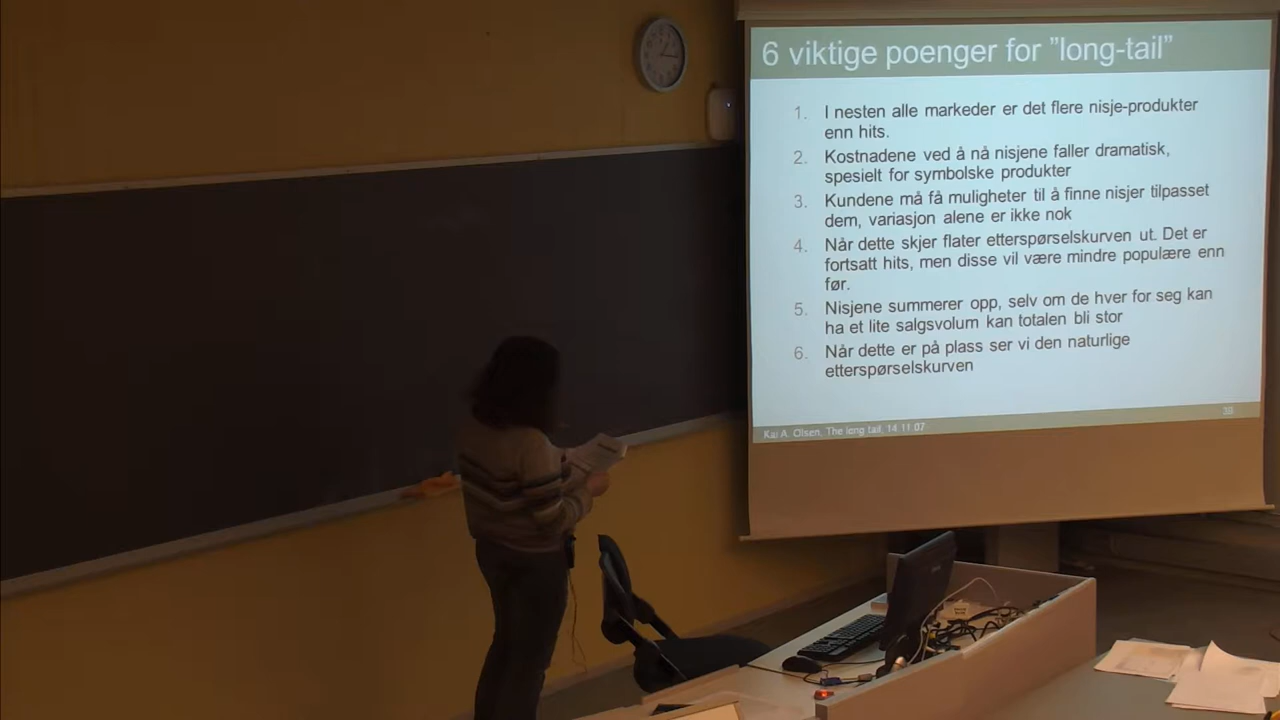 6 viktige poenger for ”long-tail”
1. I nesten alle markeder er det flere nisje-produkter
enn hits.
2. Kostnadene ved å nå nisjene faller dramatisk,
spesielt for symbolske produkter
3. Kundene må få muligheter til å finne nisjer tilpasset
dem, variasjon alene er ikke nok
4. Når dette skjer flater etterspørselskurven ut. Det er
fortsatt hits, men disse vil være mindre populære enn
før.
5. Nisjene summerer opp, selv om de hver for seg kan
ha et lite salgsvolum kan totalen bli stor
6. Når dette er på plass ser vi den naturlige
etterspørselskurven
Kai A. Olsen, The long tail, 14.11.07